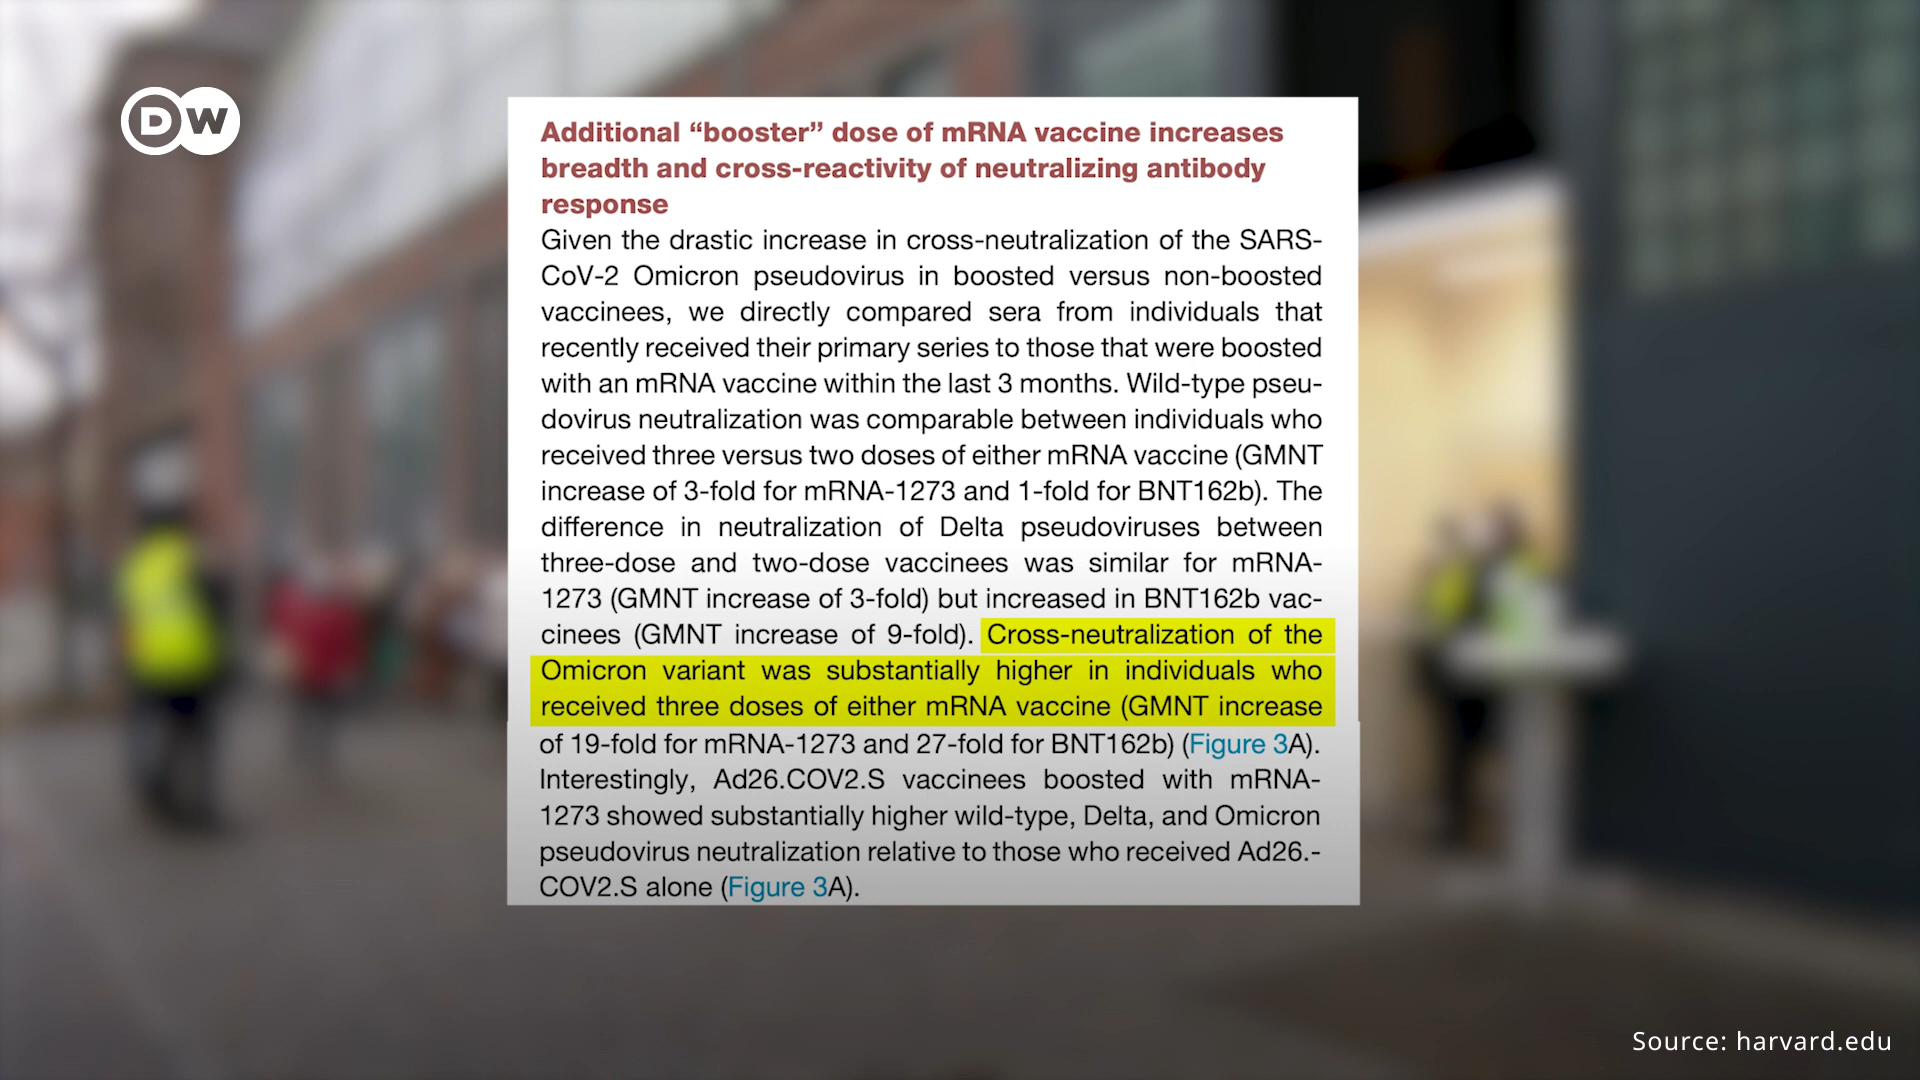 DW
Additional “booster” dose of mRNA vaccine increases
breadth and cross-reactivity of neutralizing antibody
response
Given the drastic increase in cross-neutralization of the SARS-
CoV-2 Omicron pseudovirus in boosted versus non-boosted
vaccinees, we directly compared sera from individuals that
recently received their primary series to those that were boosted
with an mRNA vaccine within the last 3 months. Wild-type pseu-
dovirus neutralization was comparable between individuals who
received three versus two doses of either mRNA vaccine (GMNT
increase of 3-fold for mRNA-1273 and 1-fold for BNT162b). The
difference in neutralization of Delta pseudoviruses between
three-dose and two-dose vaccinees was similar for mRNA-
1273 (GMNT increase of 3-fold) but increased in BNT162b vac-
cinees (GMNT increase of 9-fold). Cross-neutralization of the
Omicron variant was substantially higher in individuals who
received three doses of either mRNA vaccine (GMNT increase
of 19-fold for mRNA-1273 and 27-fold for BNT162b) (Figure 3A).
Interestingly, Ad26.COV2.S vaccinees boosted with mRNA-
1273 showed substantially higher wild-type, Delta, and Omicron
pseudovirus neutralization relative to those who received Ad26.-
COV2.S alone (Figure 3A).
Source: harvard.edu